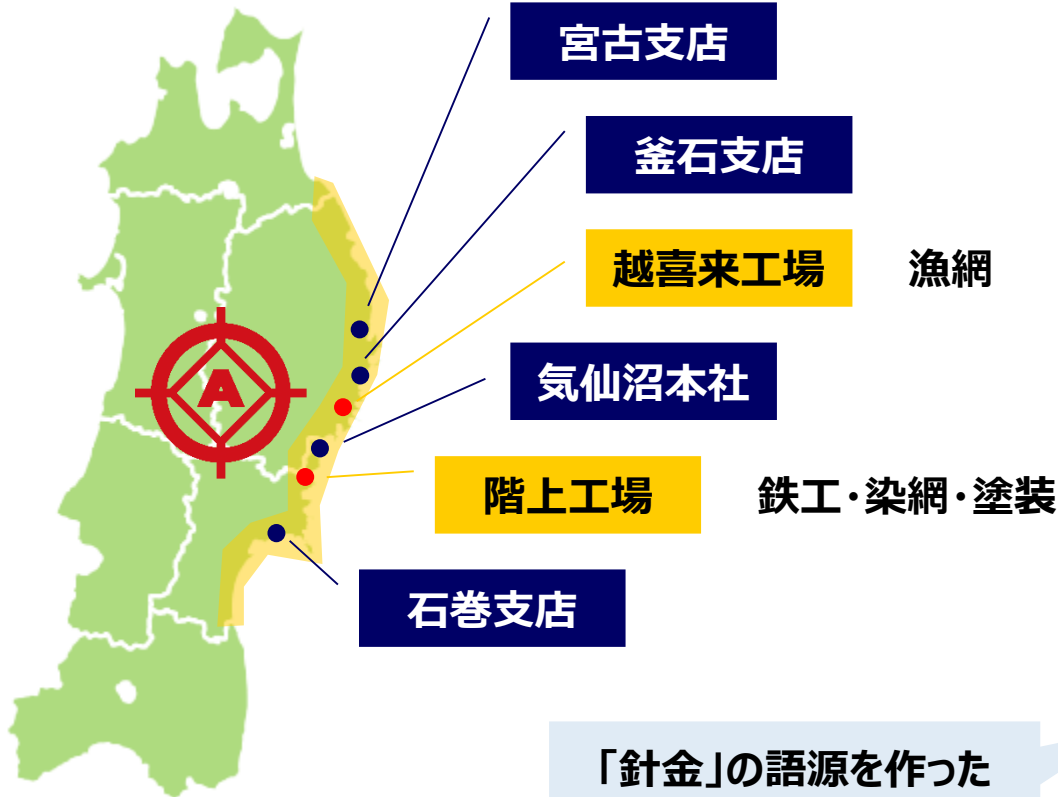 宮古支店
釜石支店
越喜来工場 漁網
気仙沼本社
階上工場 鉄工・染網・塗装
石巻支店
A
「針金」の語源を作った